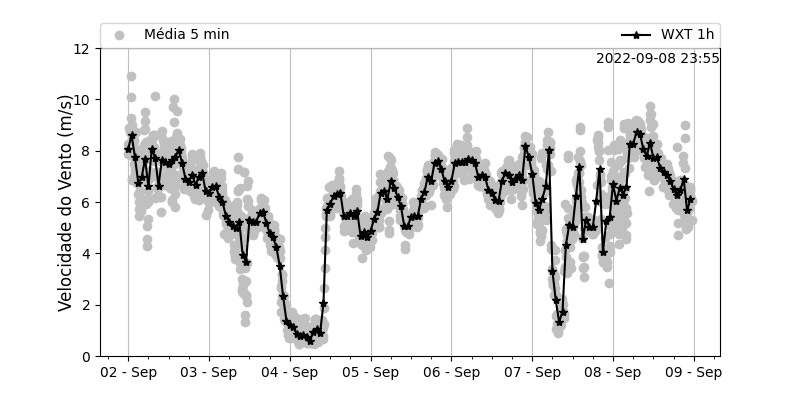 Média 5 min
WXT 1h
2022-09-08 23:55
Velocidade do Vento (m/s)
12
10
8
6
4
2
0
02 - Sep
03 - Sep
04 - Sep
05 - Sep
06 - Sep
07 - Sep
08 - Sep
09 - Sep